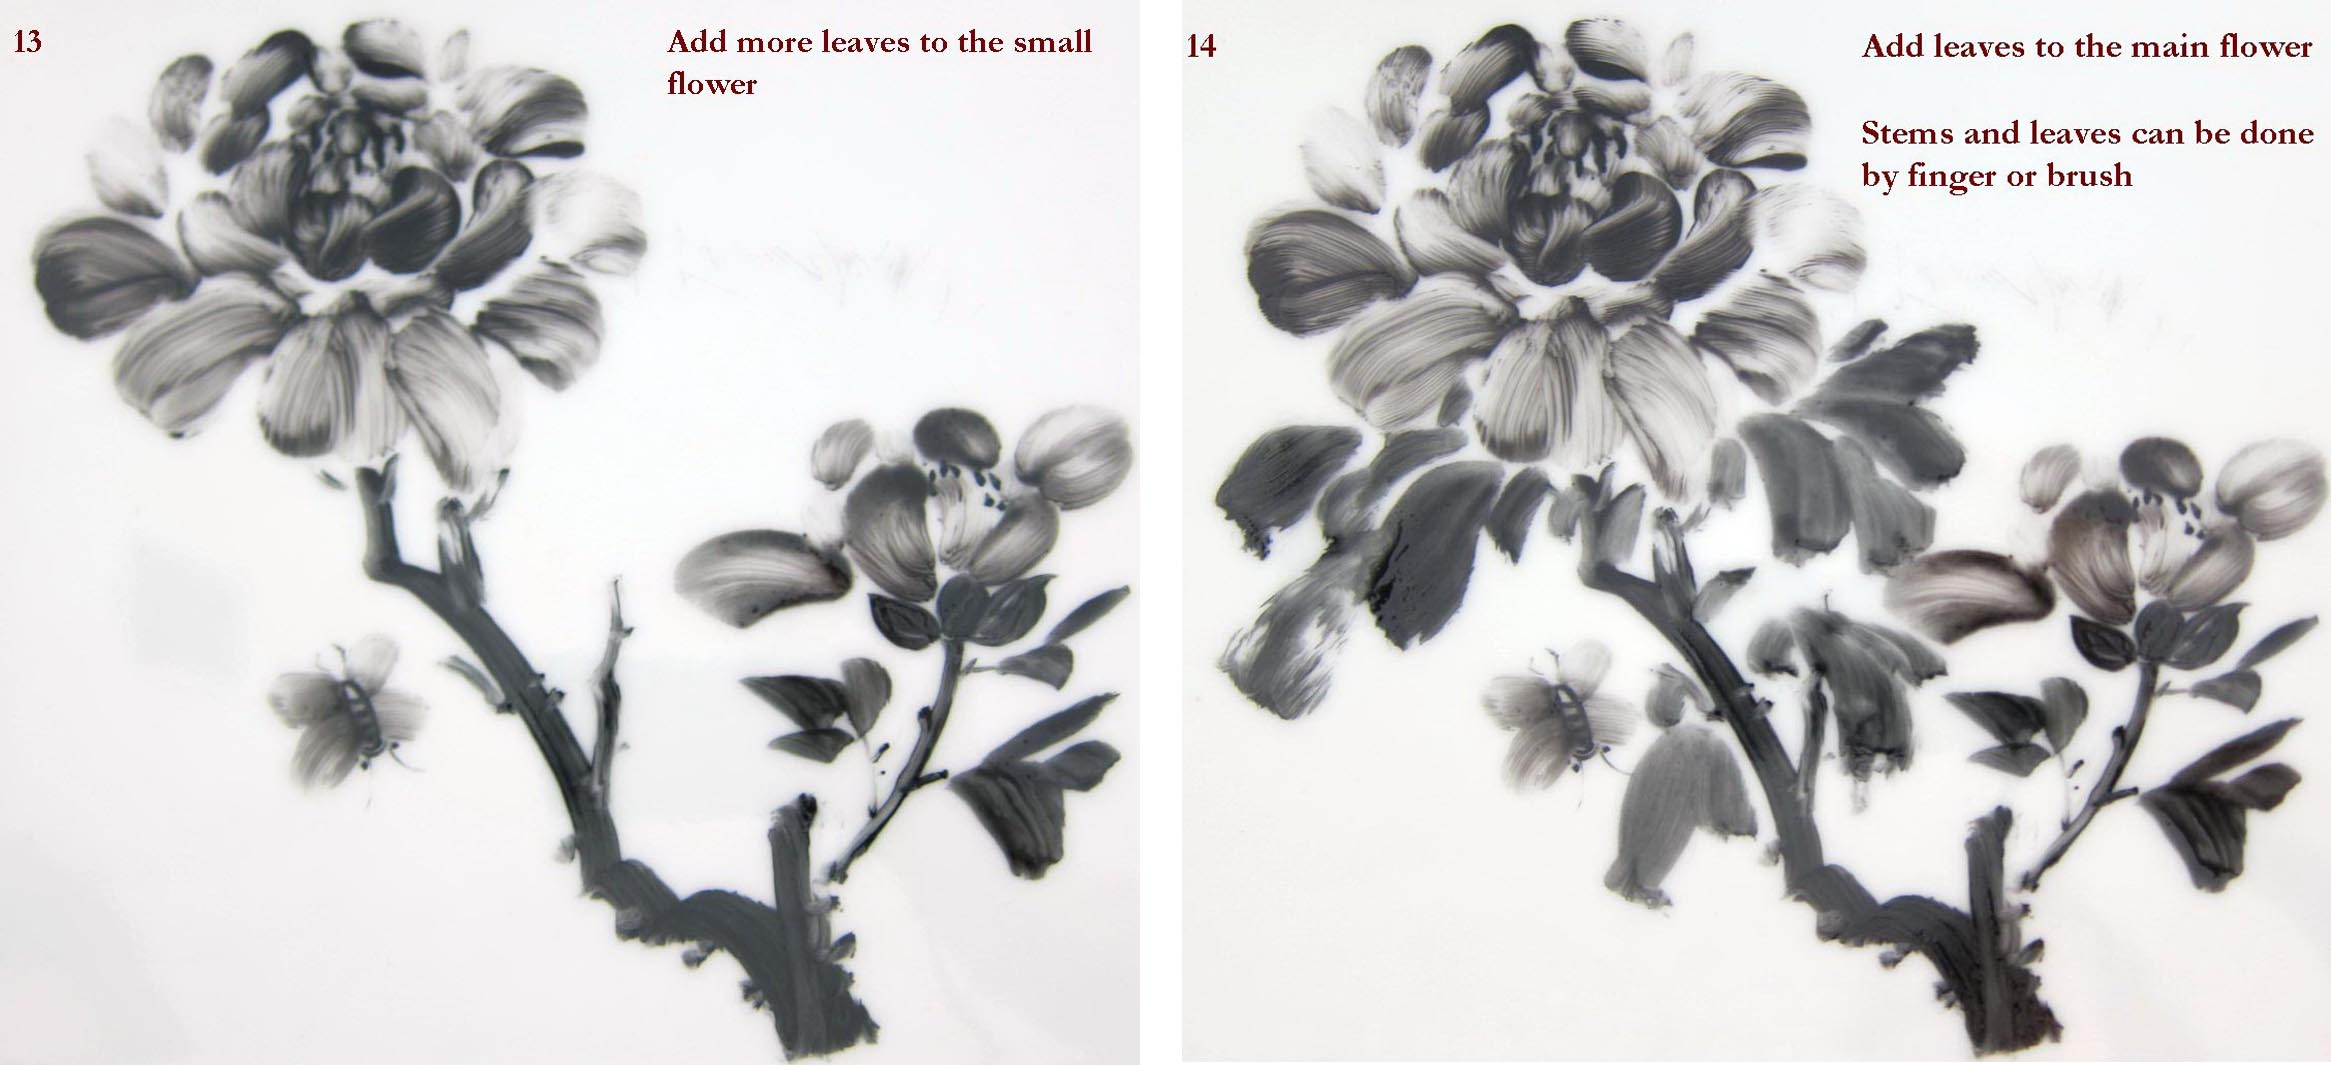 13
Add more leaves to the small
flower
14
Add leaves to the main flower
Stems and leaves can be done
by finger or brush